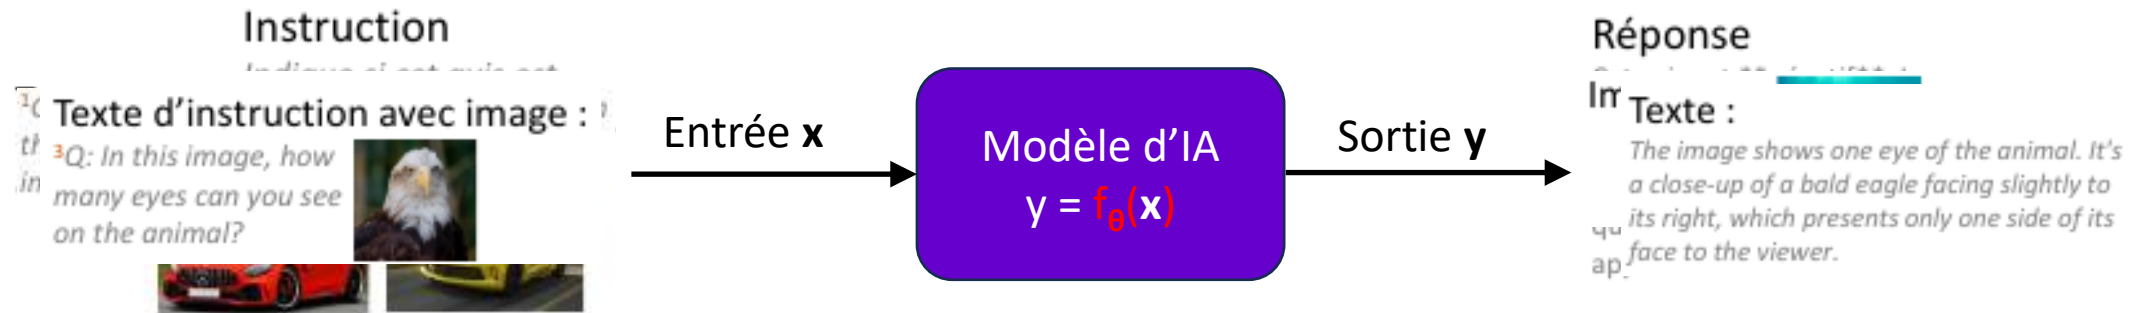 Instruction
Texte d'instruction avec image :
³Q: In this image, how
many eyes can you see
on the animal?
Entrée x
Modèle d'IA
y = fθ(x)
Sortie y
Réponse
Texte :
The image shows one eye of the animal. It's
a close-up of a bald eagle facing slightly to
its right, which presents only one side of its
face to the viewer.